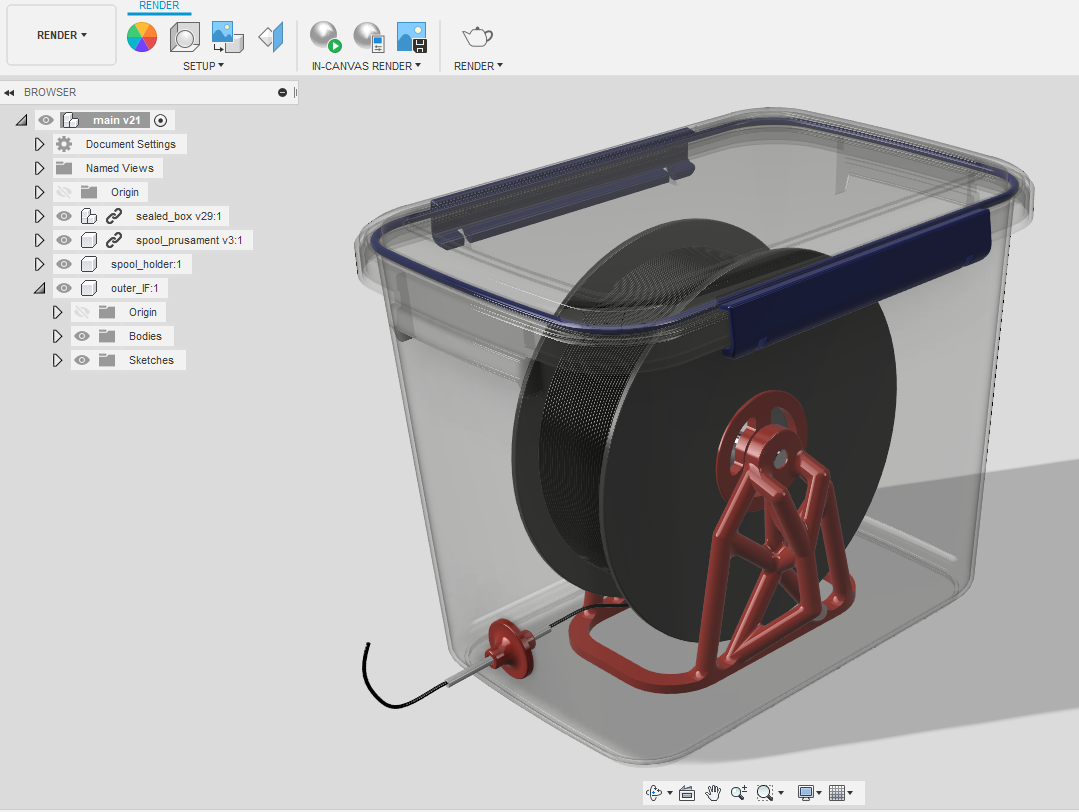 RENDER
RENDER
SETUP
IN-CANVAS RENDER
RENDER
BROWSER
main v21
Document Settings
Named Views
Origin
sealed_box v29:1
spool_prusament v3:1
spool_holder:1
outer_IF:1
Origin
Bodies
Sketches